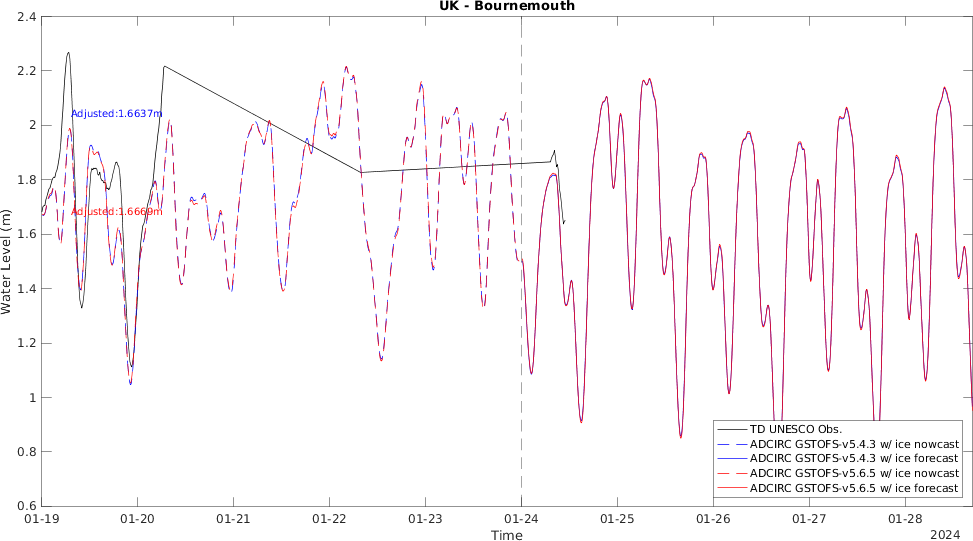 UK - Bournemouth
2.4
2.2
2
1.8
1.6
1.4
1.2
1
0.8
0.6
Water Level (m)
Adjusted:1.6637m
Adjusted:1.6669m
TD UNESCO Obs.
ADCIRC GSTOFS-v5.4.3 w/ ice nowcast
ADCIRC GSTOFS-v5.4.3 w/ ice forecast
ADCIRC GSTOFS-v5.6.5 w/ ice nowcast
ADCIRC GSTOFS-v5.6.5 w/ ice forecast
01-19 01-20 01-21 01-22 01-23 01-24 01-25 01-26 01-27 01-28
Time
2024